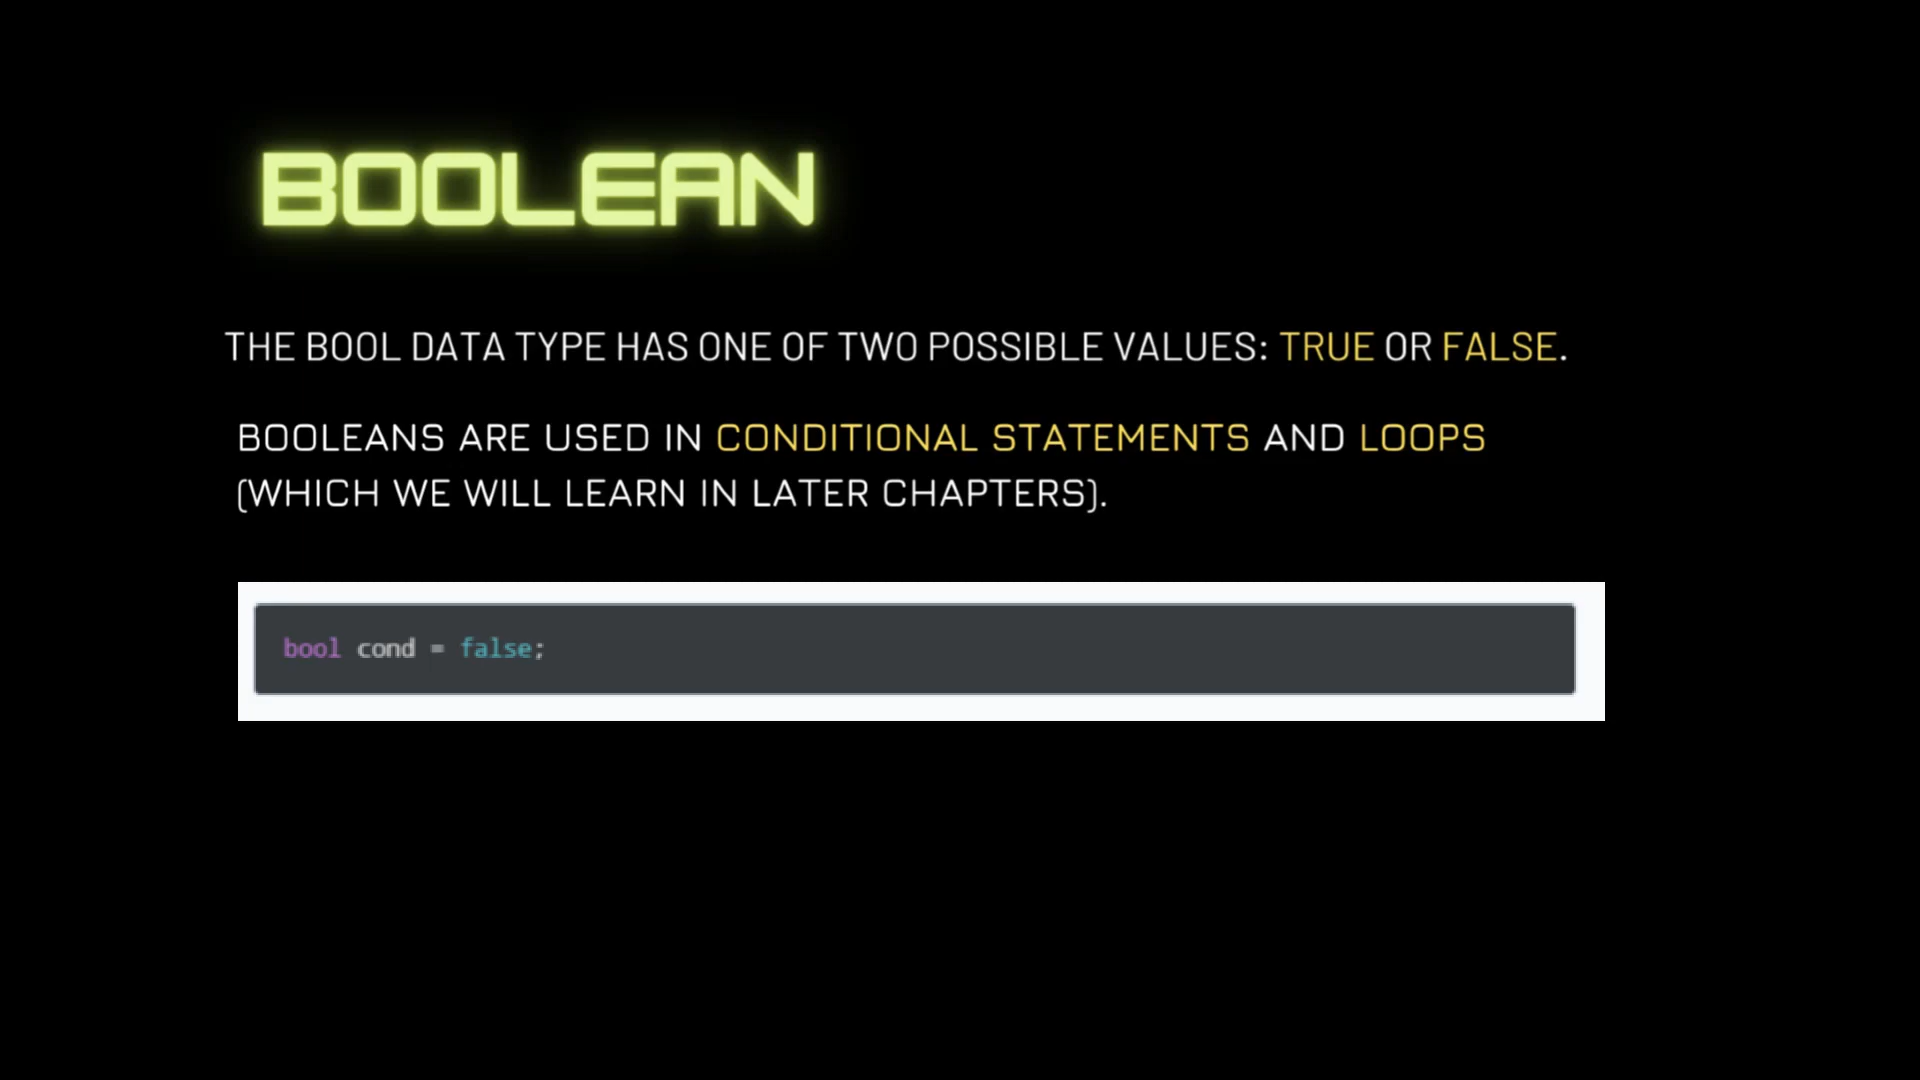 BOOLEAN
THE BOOL DATA TYPE HAS ONE OF TWO POSSIBLE VALUES: TRUE OR FALSE.
BOOLEANS ARE USED IN CONDITIONAL STATEMENTS AND LOOPS
(WHICH WE WILL LEARN IN LATER CHAPTERS).
bool cond = false;